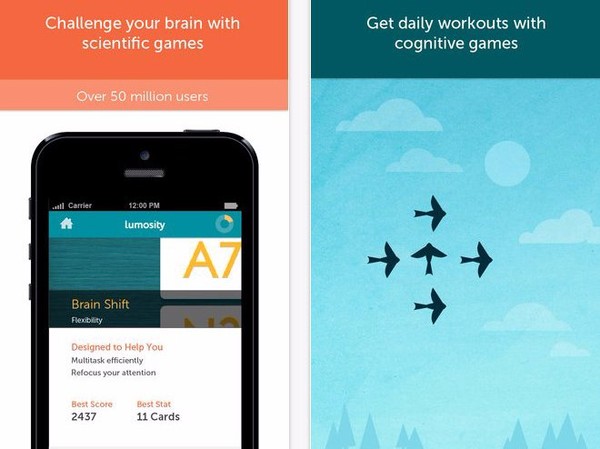 Challenge your brain with
scientific games
Over 50 million users
Carrier
12:00 PM
lumosity
A7
Brain Shift
Flexibility
Designed to Help You
Multitask efficiently
Refocus your attention
Best Score
Best Stat
2437
11 Cards
Get daily workouts with
cognitive games